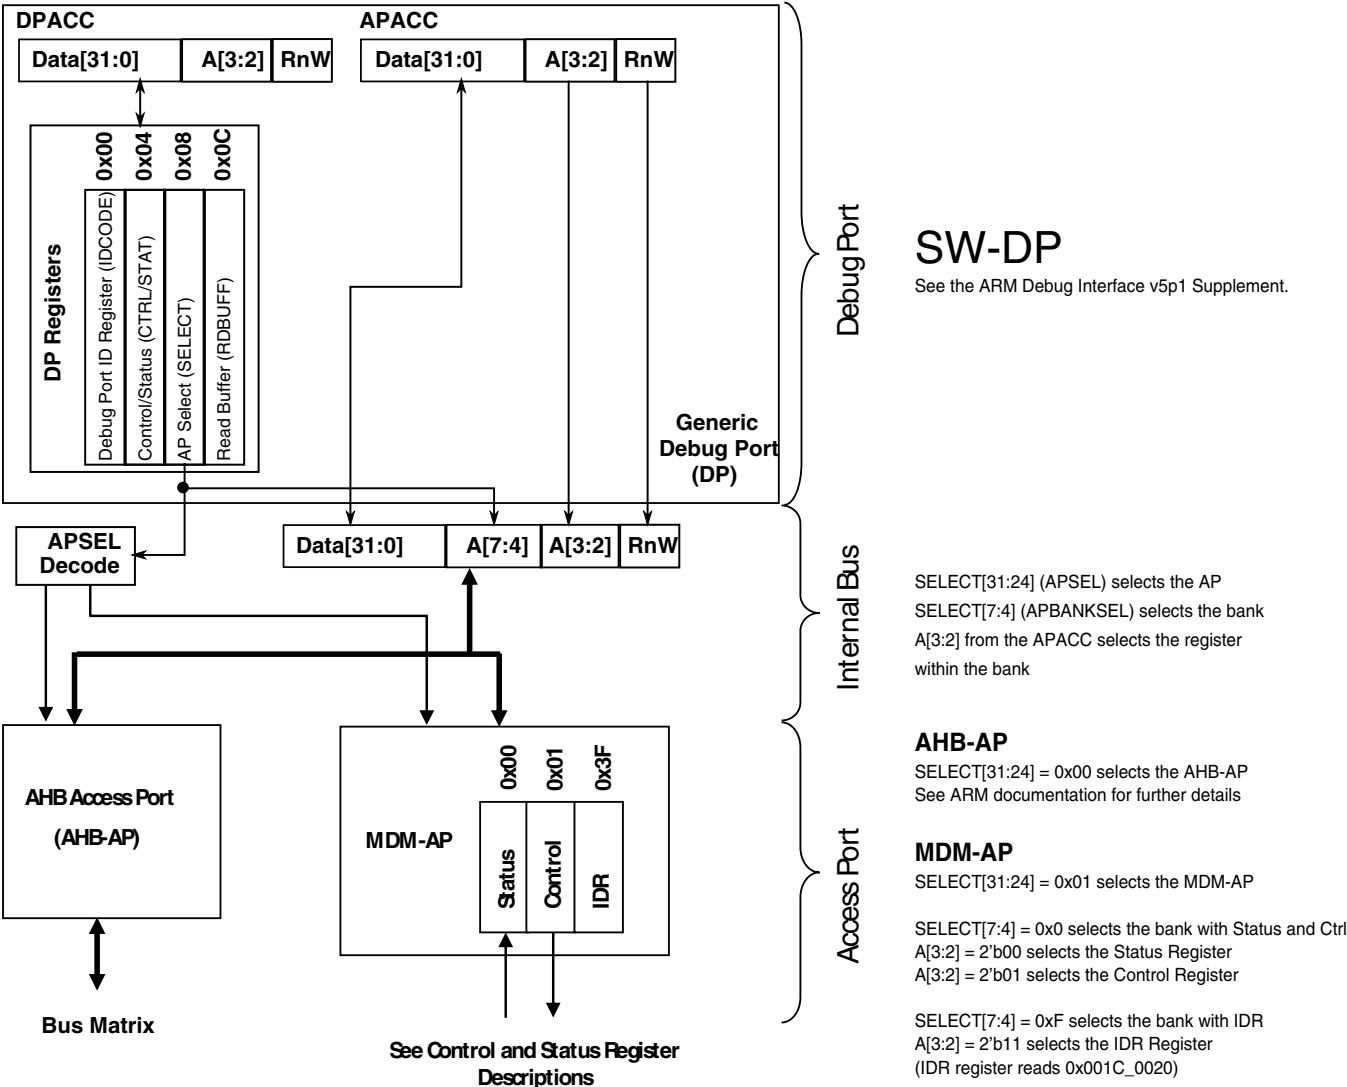 DPACC
Data[31:0] A[3:2] RnW
APACC
Data[31:0] A[3:2] RnW
DP Registers
0x00
0x04
0x08
0x0C
Debug Port ID Register (IDCODE)
Control/Status (CTRL/STAT)
AP Select (SELECT)
Read Buffer (RDBUFF)
Generic
Debug Port
(DP)
Debug Port
SW-DP
See the ARM Debug Interface v5p1 Supplement.
APSEL
Decode
Data[31:0] A[7:4] A[3:2] RnW
Internal Bus
SELECT[31:24] (APSEL) selects the AP
SELECT[7:4] (APBANKSEL) selects the bank
A[3:2] from the APACC selects the register
within the bank
AHB Access Port
(AHB-AP)
Bus Matrix
MDM-AP
0x00
0x01
0x3F
Status
Control
IDR
See Control and Status Register
Descriptions
Access Port
AHB-AP
SELECT[31:24] = 0x00 selects the AHB-AP
See ARM documentation for further details
MDM-AP
SELECT[31:24] = 0x01 selects the MDM-AP
SELECT[7:4] = 0x0 selects the bank with Status and Ctrl
A[3:2] = 2'b00 selects the Status Register
A[3:2] = 2'b01 selects the Control Register
SELECT[7:4] = 0xF selects the bank with IDR
A[3:2] = 2'b11 selects the IDR Register
(IDR register reads 0x001C_0020)